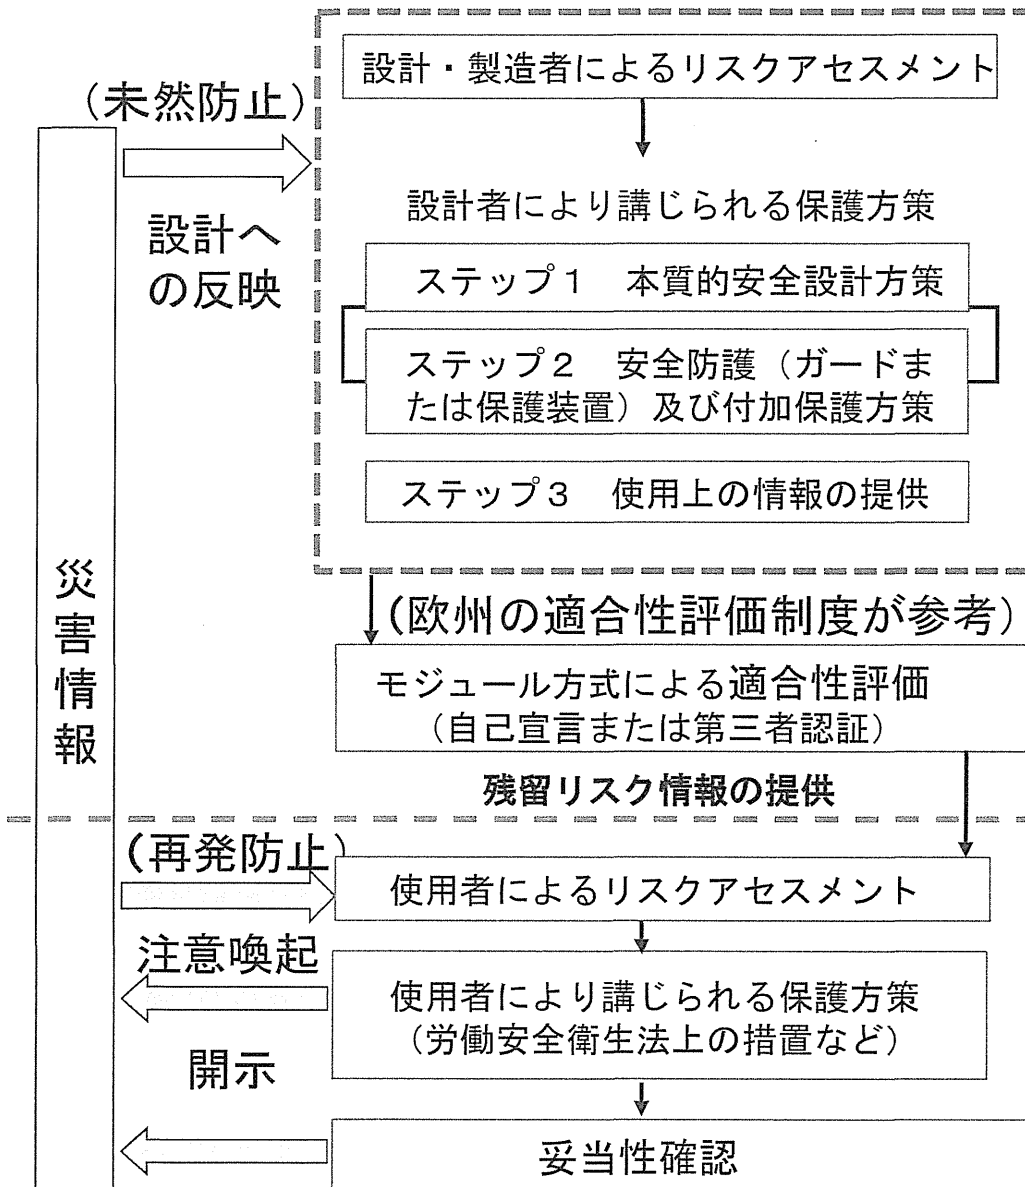 設計・製造者によるリスクアセスメント
(未然防止)
設計へ
の反映
設計者により講じられる保護方策
ステップ1 本質的安全設計方策
ステップ2 安全防護(ガードま
たは保護装置)及び付加保護方策
ステップ3 使用上の情報の提供
災害情報
(欧州の適合性評価制度が参考)
モジュール方式による適合性評価
(自己宣言または第三者認証)
残留リスク情報の提供
(再発防止)
使用者によるリスクアセスメント
注意喚起
使用者により講じられる保護方策
(労働安全衛生法上の措置など)
開示
妥当性確認